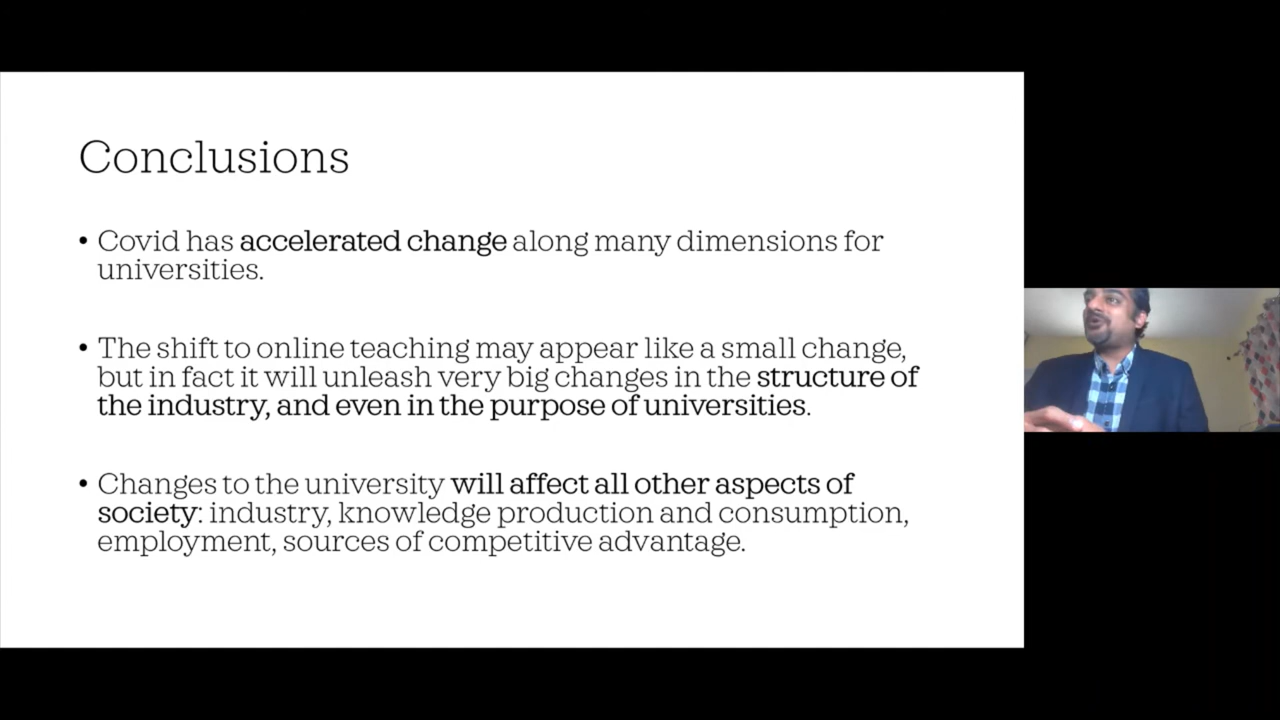 Conclusions
• Covid has accelerated change along many dimensions for
universities.
• The shift to online teaching may appear like a small change,
but in fact it will unleash very big changes in the structure of
the industry, and even in the purpose of universities.
• Changes to the university will affect all other aspects of
society: industry, knowledge production and consumption,
employment, sources of competitive advantage.